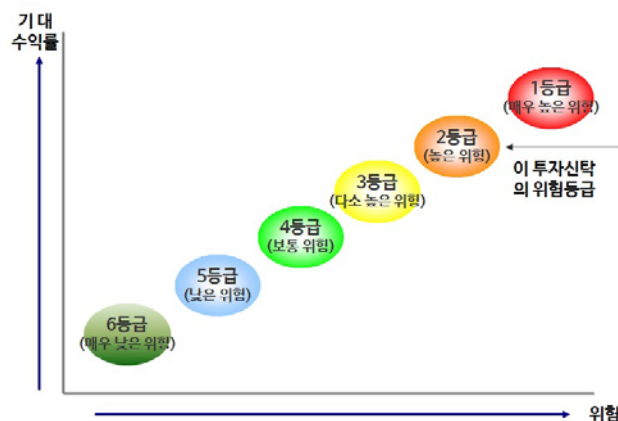 기 대
수익률
1등급
(매우 높은 위험)
2등급
(높은 위험)
이 투자신탁
의 위험등급
3등급
(다소 높은 위험)
4등급
(보통 위험)
5등급
(낮은 위험)
6등급
(매우 낮은 위험)
위험